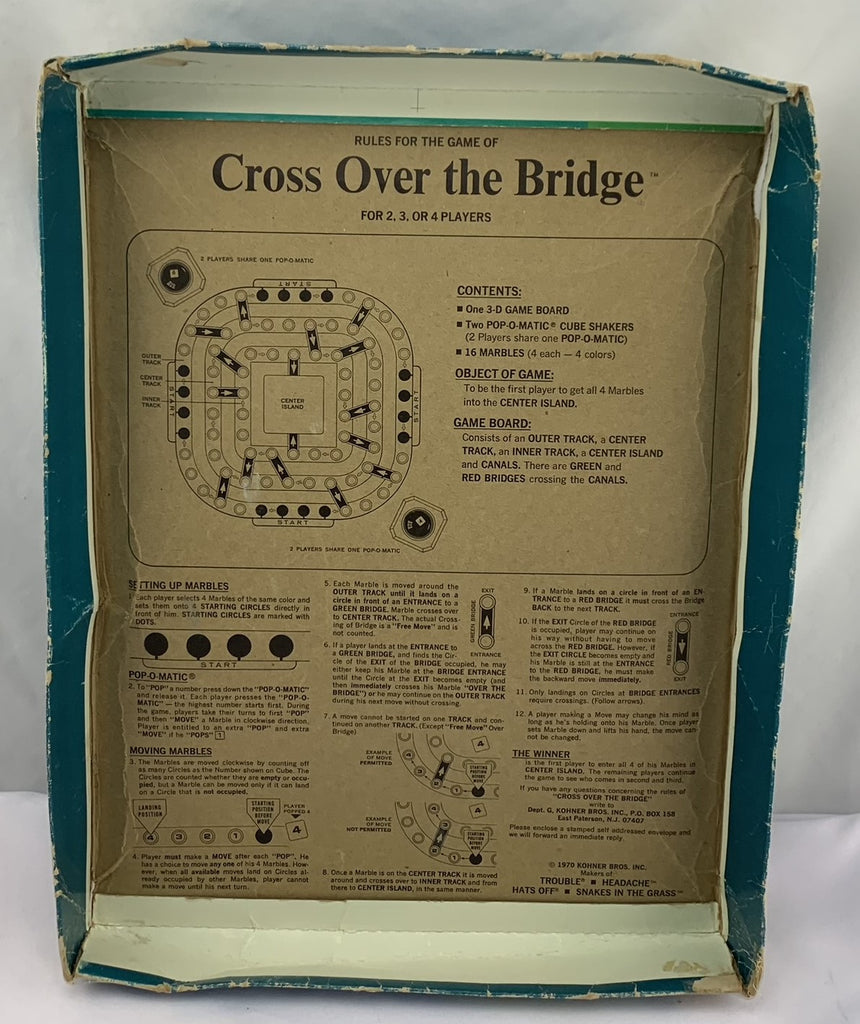 RULES FOR THE GAME OF
Cross Over the Bridge™
FOR 2, 3, OR 4 PLAYERS
2 PLAYERS SHARE ONE POP-O-MATIC
START
OUTER TRACK
CENTER TRACK
INNER TRACK
START
CENTER ISLAND
START
START
2 PLAYERS SHARE ONE POP-O-MATIC
CONTENTS:
■ One 3-D GAME BOARD
■ Two POP-O-MATIC® CUBE SHAKERS
(2 Players share one POP-O-MATIC)
■ 16 MARBLES (4 each — 4 colors)
OBJECT OF GAME:
To be the first player to get all 4 Marbles
into the CENTER ISLAND.
GAME BOARD:
Consists of an OUTER TRACK, a CENTER
TRACK, an INNER TRACK, a CENTER ISLAND
and CANALS. There are GREEN and
RED BRIDGES crossing the CANALS.
SETTING UP MARBLES
1. Each player selects 4 Marbles of the same color and
sets them onto 4 STARTING CIRCLES directly in
front of him. STARTING CIRCLES are marked with
DOTS.
START
POP-O-MATIC®
2. To "POP" a number press down the "POP-O-MATIC"
and release it. Each player presses the "POP-O-
MATIC" — the highest number starts first. During
the game, players take their turns to first "POP"
and then "MOVE" a Marble in clockwise direction.
Player is entitled to an extra "POP" and extra
"MOVE" if he "POPS" 1
MOVING MARBLES
3. The Marbles are moved clockwise by counting off
as many Circles as the Number shown on Cube. The
Circles are counted whether they are empty or occu-
pied, but a Marble can be moved only if it can land
on a Circle that is not occupied.
LANDING POSITION
STARTING POSITION BEFORE MOVE
PLAYER POPPED A
4 3 2 1 4
4. Player must make a MOVE after each "POP". He
has a choice to move any one of his 4 Marbles. How-
ever, when all available moves land on Circles al-
ready occupied by other Marbles, player cannot
make a move until his next turn.
5. Each Marble is moved around the
OUTER TRACK until it lands on a
circle in front of an ENTRANCE to a
GREEN BRIDGE. Marble crosses over
to CENTER TRACK. The actual Cross-
ing of Bridge is a "Free Move" and is
not counted.
EXIT
GREEN BRIDGE
ENTRANCE
6. If a player lands at the ENTRANCE to
a GREEN BRIDGE, and finds the Cir-
cle of the EXIT of the BRIDGE occupied, he may
either keep his Marble at the BRIDGE ENTRANCE
until the Circle at the EXIT becomes empty (and
then immediately crosses his Marble "OVER THE
BRIDGE") or he may continue on the OUTER TRACK
during his next move without crossing.
7. A move cannot be started on one TRACK and con-
tinued on another TRACK. (Except "Free Move" Over
Bridge)
EXAMPLE OF MOVE PERMITTED
4
STARTING POSITION BEFORE MOVE
EXAMPLE OF MOVE NOT PERMITTED
4
STARTING POSITION BEFORE MOVE
8. Once a Marble is on the CENTER TRACK it is moved
around and crosses over to INNER TRACK and from
there to CENTER ISLAND, in the same manner.
9. If a Marble lands on a circle in front of an EN-
TRANCE to a RED BRIDGE it must cross the Bridge
BACK to the next TRACK.
10. If the EXIT Circle of the RED BRIDGE
is occupied, player may continue on
his way without having to move
across the RED BRIDGE. However, if
the EXIT CIRCLE becomes empty and
his Marble is still at the ENTRANCE
to the RED BRIDGE, he must make
the backward move immediately.
ENTRANCE
RED BRIDGE
EXIT
11. Only landings on Circles at BRIDGE ENTRANCES
require crossings. (Follow arrows).
12. A player making a Move may change his mind as
long as he's holding onto his Marble. Once player
sets Marble down and lifts his hand, the move can-
not be changed.
THE WINNER
is the first player to enter all 4 of his Marbles in
CENTER ISLAND. The remaining players continue
the game to see who comes in second and third.
If you have any questions concerning the rules of
"CROSS OVER THE BRIDGE"
write to
Dept. G, KOHNER BROS. INC., P.O. BOX 158
East Paterson, N.J. 07407
Please enclose a stamped self addressed envelope and
we will forward an immediate reply.
© 1970 KOHNER BROS. INC.
Makers of:
TROUBLE® ■ HEADACHE™
HATS OFF® ■ SNAKES IN THE GRASS™